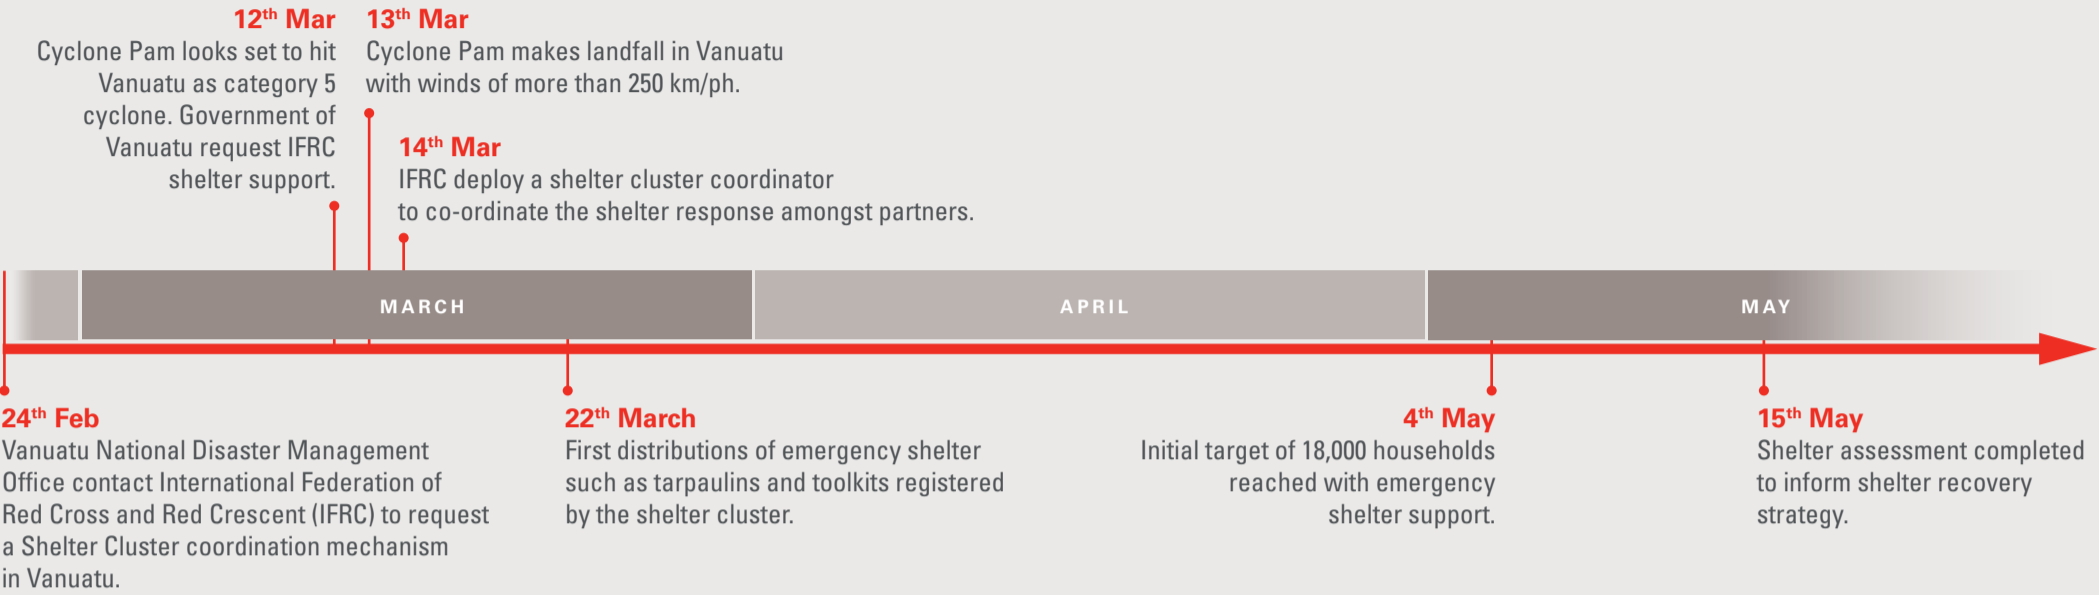 12th Mar
Cyclone Pam looks set to hit
Vanuatu as category 5
cyclone. Government of
Vanuatu request IFRC
shelter support.
13th Mar
Cyclone Pam makes landfall in Vanuatu
with winds of more than 250 km/ph.
14th Mar
IFRC deploy a shelter cluster coordinator
to co-ordinate the shelter response amongst partners.
MARCH
APRIL
MAY
24th Feb
Vanuatu National Disaster Management
Office contact International Federation of
Red Cross and Red Crescent (IFRC) to request
a Shelter Cluster coordination mechanism
in Vanuatu.
22th March
First distributions of emergency shelter
such as tarpaulins and toolkits registered
by the shelter cluster.
4th May
Initial target of 18,000 households
reached with emergency
shelter support.
15th May
Shelter assessment completed
to inform shelter recovery
strategy.